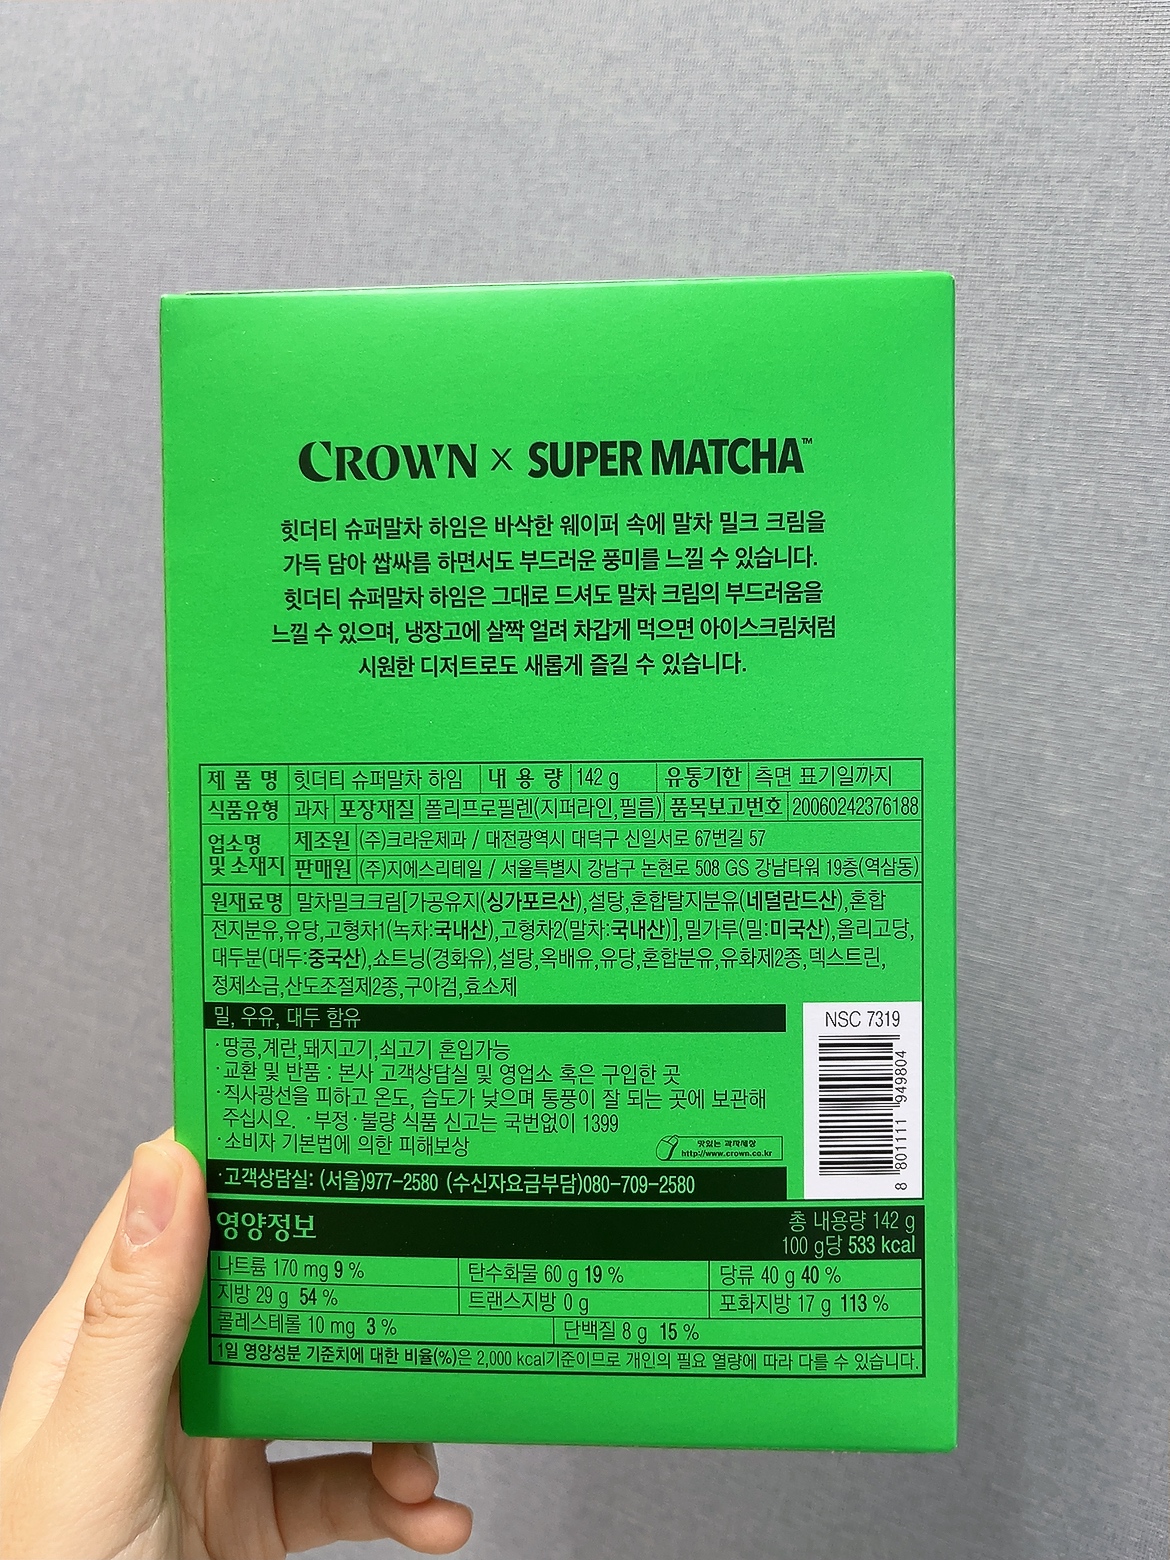 CROWN x SUPER MATCHA™
힛더티 슈퍼말차 하임은 바삭한 웨이퍼 속에 말차 밀크 크림을
가득 담아 쌉싸름 하면서도 부드러운 풍미를 느낄 수 있습니다.
힛더티 슈퍼말차 하임은 그대로 드셔도 말차 크림의 부드러움을
느낄 수 있으며, 냉장고에 살짝 얼려 차갑게 먹으면 아이스크림처럼
시원한 디저트로도 새롭게 즐길 수 있습니다.
제 품 명 힛더티 슈퍼말차 하임 내 용 량 142 g 유통기한 측면 표기일까지
식품유형 과자 포장재질 폴리프로필렌(지퍼라인,필름) 품목보고번호 20060242376188
업소명 및 소재지 제조원 (주)크라운제과 / 대전광역시 대덕구 신일서로 67번길 57
판매원 (주)지에스리테일 / 서울특별시 강남구 논현로 508 GS 강남타워 19층(역삼동)
원재료명 말차밀크크림[가공유지(싱가포르산),설탕,혼합탈지분유(네덜란드산),혼합
전지분유,유당,고형차1(녹차:국내산),고형차2(말차:국내산)],밀가루(밀:미국산),올리고당,
대두분(대두:중국산),쇼트닝(경화유),설탕,옥배유,유당,혼합분유,유화제2종,덱스트린,
정제소금,산도조절제2종,구아검,효소제
밀, 우유, 대두 함유
·땅콩,계란,돼지고기,쇠고기 혼입가능
·교환 및 반품 : 본사 고객상담실 및 영업소 혹은 구입한 곳
·직사광선을 피하고 온도, 습도가 낮으며 통풍이 잘 되는 곳에 보관해
주십시오. ·부정·불량 식품 신고는 국번없이 1399
·소비자 기본법에 의한 피해보상
맛있는 과자세상
http://www.crown.co.kr
·고객상담실: (서울)977-2580 (수신자요금부담)080-709-2580
NSC 7319
8 801111 949804
영양정보
총 내용량 142 g
100 g당 533 kcal
나트륨 170 mg 9 % 탄수화물 60 g 19 % 당류 40 g 40 %
지방 29 g 54 % 트랜스지방 0 g 포화지방 17 g 113 %
콜레스테롤 10 mg 3 % 단백질 8 g 15 %
1일 영양성분 기준치에 대한 비율(%)은 2,000 kcal기준이므로 개인의 필요 열량에 따라 다를 수 있습니다.